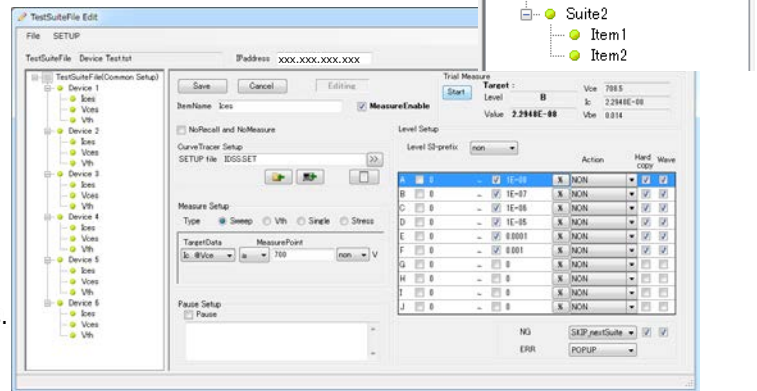 TestSuiteFile Edit
File SETUP
TestSuiteFile Device Test.tst IPaddress xxx.xxx.xxx.xxx
Suite2
Item1
Item2
TestSuiteFile(Common Setup)
Device 1
Ices
Vces
Vth
Device 2
Ices
Vces
Vth
Device 3
Ices
Vces
Vth
Device 4
Ices
Vces
Vth
Device 5
Ices
Vces
Vth
Device 6
Ices
Vces
Vth
Save Cancel Editing
ItemName Ices MeasureEnable
NoRecall and NoMeasure
CurveTracer Setup
SETUP file IDSS.SET >>
Measure Setup
Type Sweep Vth Single Stress
TargetData MeasurePoint
Ic @Vce is 700 non V
Pause Setup
Pause
Trial Measure
Start Target :
Level B
Value 2.2948E-08
Vce 700.5
Ic 2.2948E-08
Vbe 0.014
Level Setup
Level SI-prefix non
Action Hard copy Wave
A 0 ~ 1E-08 % NON
B 0 ~ 1E-07 % NON
C 0 ~ 1E-06 % NON
D 0 ~ 1E-05 % NON
E 0 ~ 0.0001 % NON
F 0 ~ 0.001 % NON
G 0 ~ 0 % NON
H 0 ~ 0 % NON
I 0 ~ 0 % NON
J 0 ~ 0 % NON
NG SKIP_nextSuite
ERR POPUP